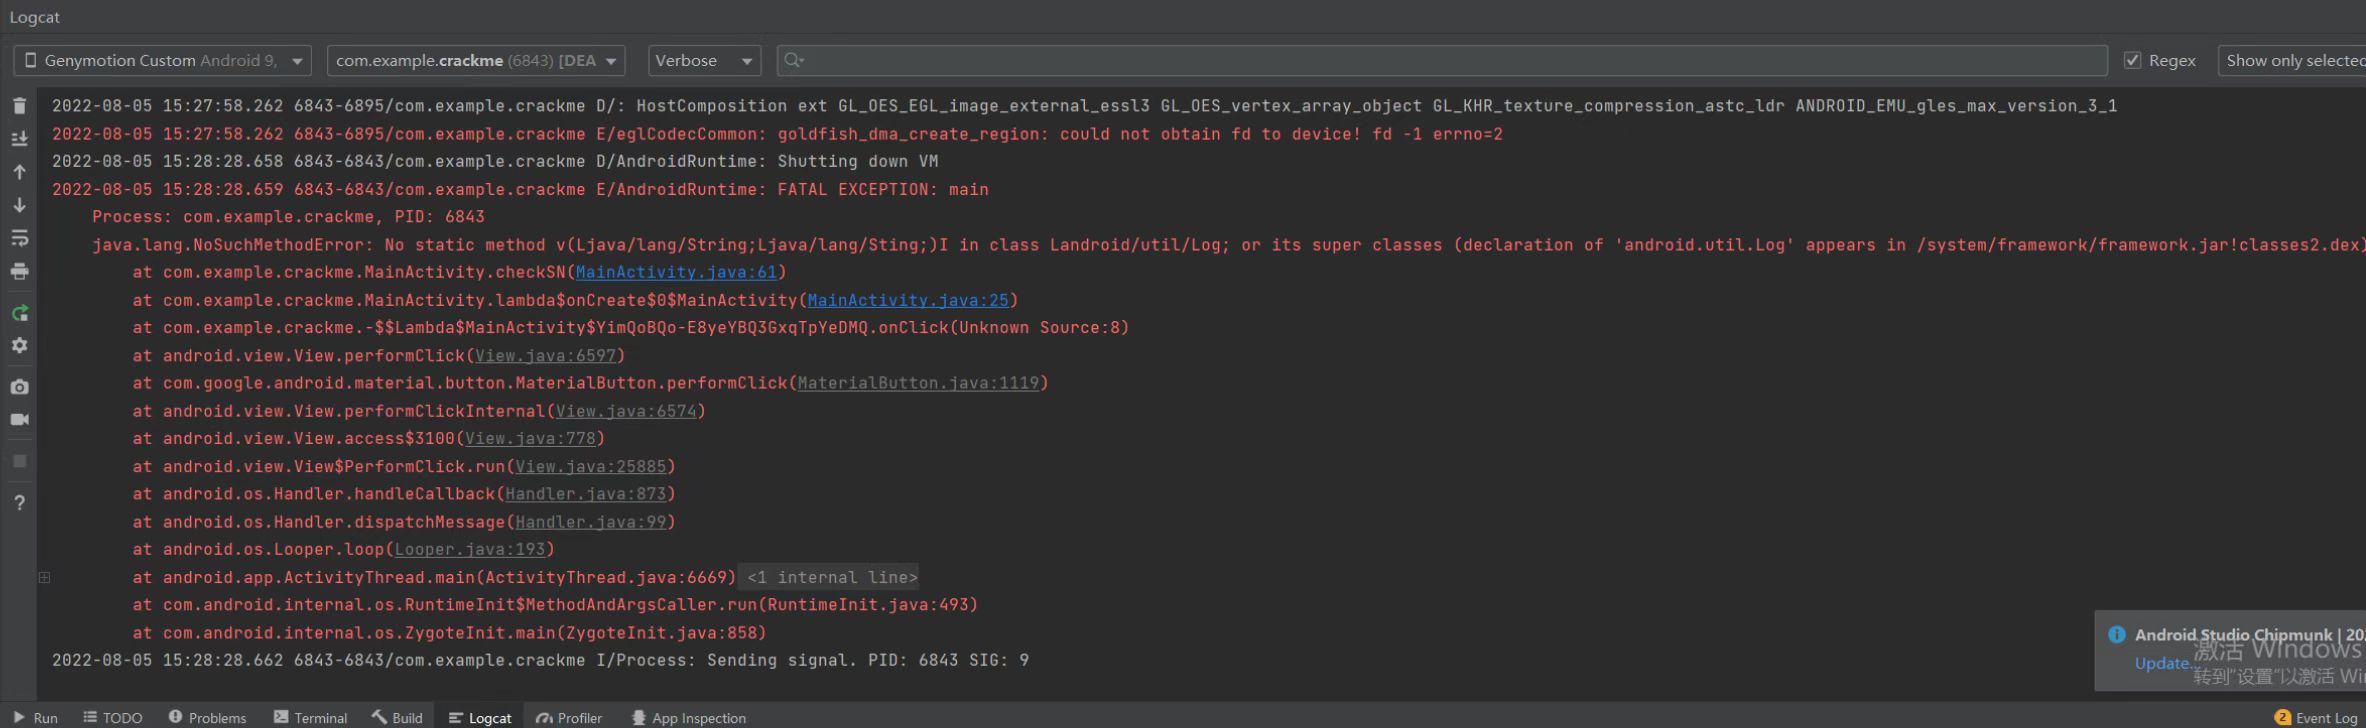 Logcat
Genymotion Custom Android 9, com.example.crackme (6843) [DEA Verbose Regex Show only selected
2022-08-05 15:27:58.262 6843-6895/com.example.crackme D/: HostComposition ext GL_OES_EGL_image_external_essl3 GL_OES_vertex_array_object GL_KHR_texture_compression_astc_ldr ANDROID_EMU_gles_max_version_3_1
2022-08-05 15:27:58.262 6843-6895/com.example.crackme E/eglCodecCommon: goldfish_dma_create_region: could not obtain fd to device! fd -1 errno=2
2022-08-05 15:28:28.658 6843-6843/com.example.crackme D/AndroidRuntime: Shutting down VM
2022-08-05 15:28:28.659 6843-6843/com.example.crackme E/AndroidRuntime: FATAL EXCEPTION: main
Process: com.example.crackme, PID: 6843
java.lang.NoSuchMethodError: No static method v(Ljava/lang/String;Ljava/lang/Sting;)I in class Landroid/util/Log; or its super classes (declaration of 'android.util.Log' appears in /system/framework/framework.jar!classes2.dex)
at com.example.crackme.MainActivity.checkSN(MainActivity.java:61)
at com.example.crackme.MainActivity.lambda$onCreate$0$MainActivity(MainActivity.java:25)
at com.example.crackme.-$$Lambda$MainActivity$YimQoBQo-E8yeYBQ3GxqTpYeDMQ.onClick(Unknown Source:8)
at android.view.View.performClick(View.java:6597)
at com.google.android.material.button.MaterialButton.performClick(MaterialButton.java:1119)
at android.view.View.performClickInternal(View.java:6574)
at android.view.View.access$3100(View.java:778)
at android.view.View$PerformClick.run(View.java:25885)
at android.os.Handler.handleCallback(Handler.java:873)
at android.os.Handler.dispatchMessage(Handler.java:99)
at android.os.Looper.loop(Looper.java:193)
at android.app.ActivityThread.main(ActivityThread.java:6669) <1 internal line>
at com.android.internal.os.RuntimeInit$MethodAndArgsCaller.run(RuntimeInit.java:493)
at com.android.internal.os.ZygoteInit.main(ZygoteInit.java:858)
2022-08-05 15:28:28.662 6843-6843/com.example.crackme I/Process: Sending signal. PID: 6843 SIG: 9
Android Studio Chipmunk | 202
激活 Windows
Update...
转到"设置"以激活 Win
Run TODO Problems Terminal Build Logcat Profiler App Inspection 2 Event Log